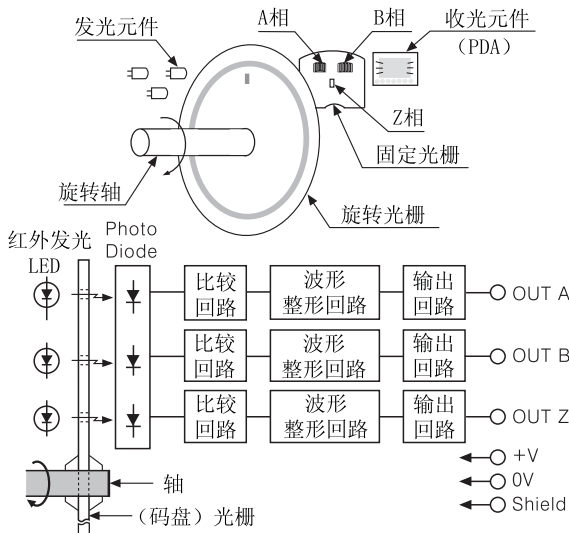 发光元件
A相
B相
收光元件
（PDA）
Z相
固定光栅
旋转轴
旋转光栅
红外发光
LED
Photo
Diode
比较
回路
波形
整形回路
输出
回路
OUT A
比较
回路
波形
整形回路
输出
回路
OUT B
比较
回路
波形
整形回路
输出
回路
OUT Z
+V
0V
Shield
轴
（码盘）光栅